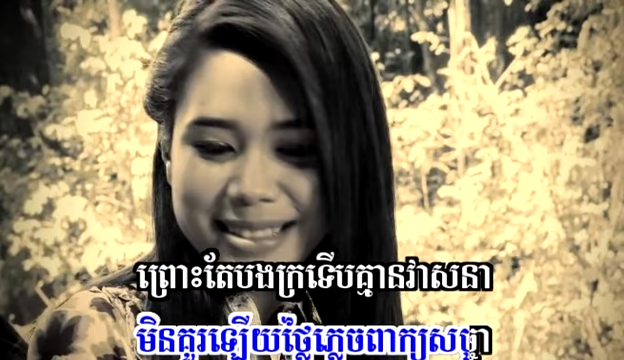 ព្រោះតែបងក្រទើបគ្មានវាសនា
មិនគួរឡើយថ្លៃភ្លេចពាក្យសច្ចា